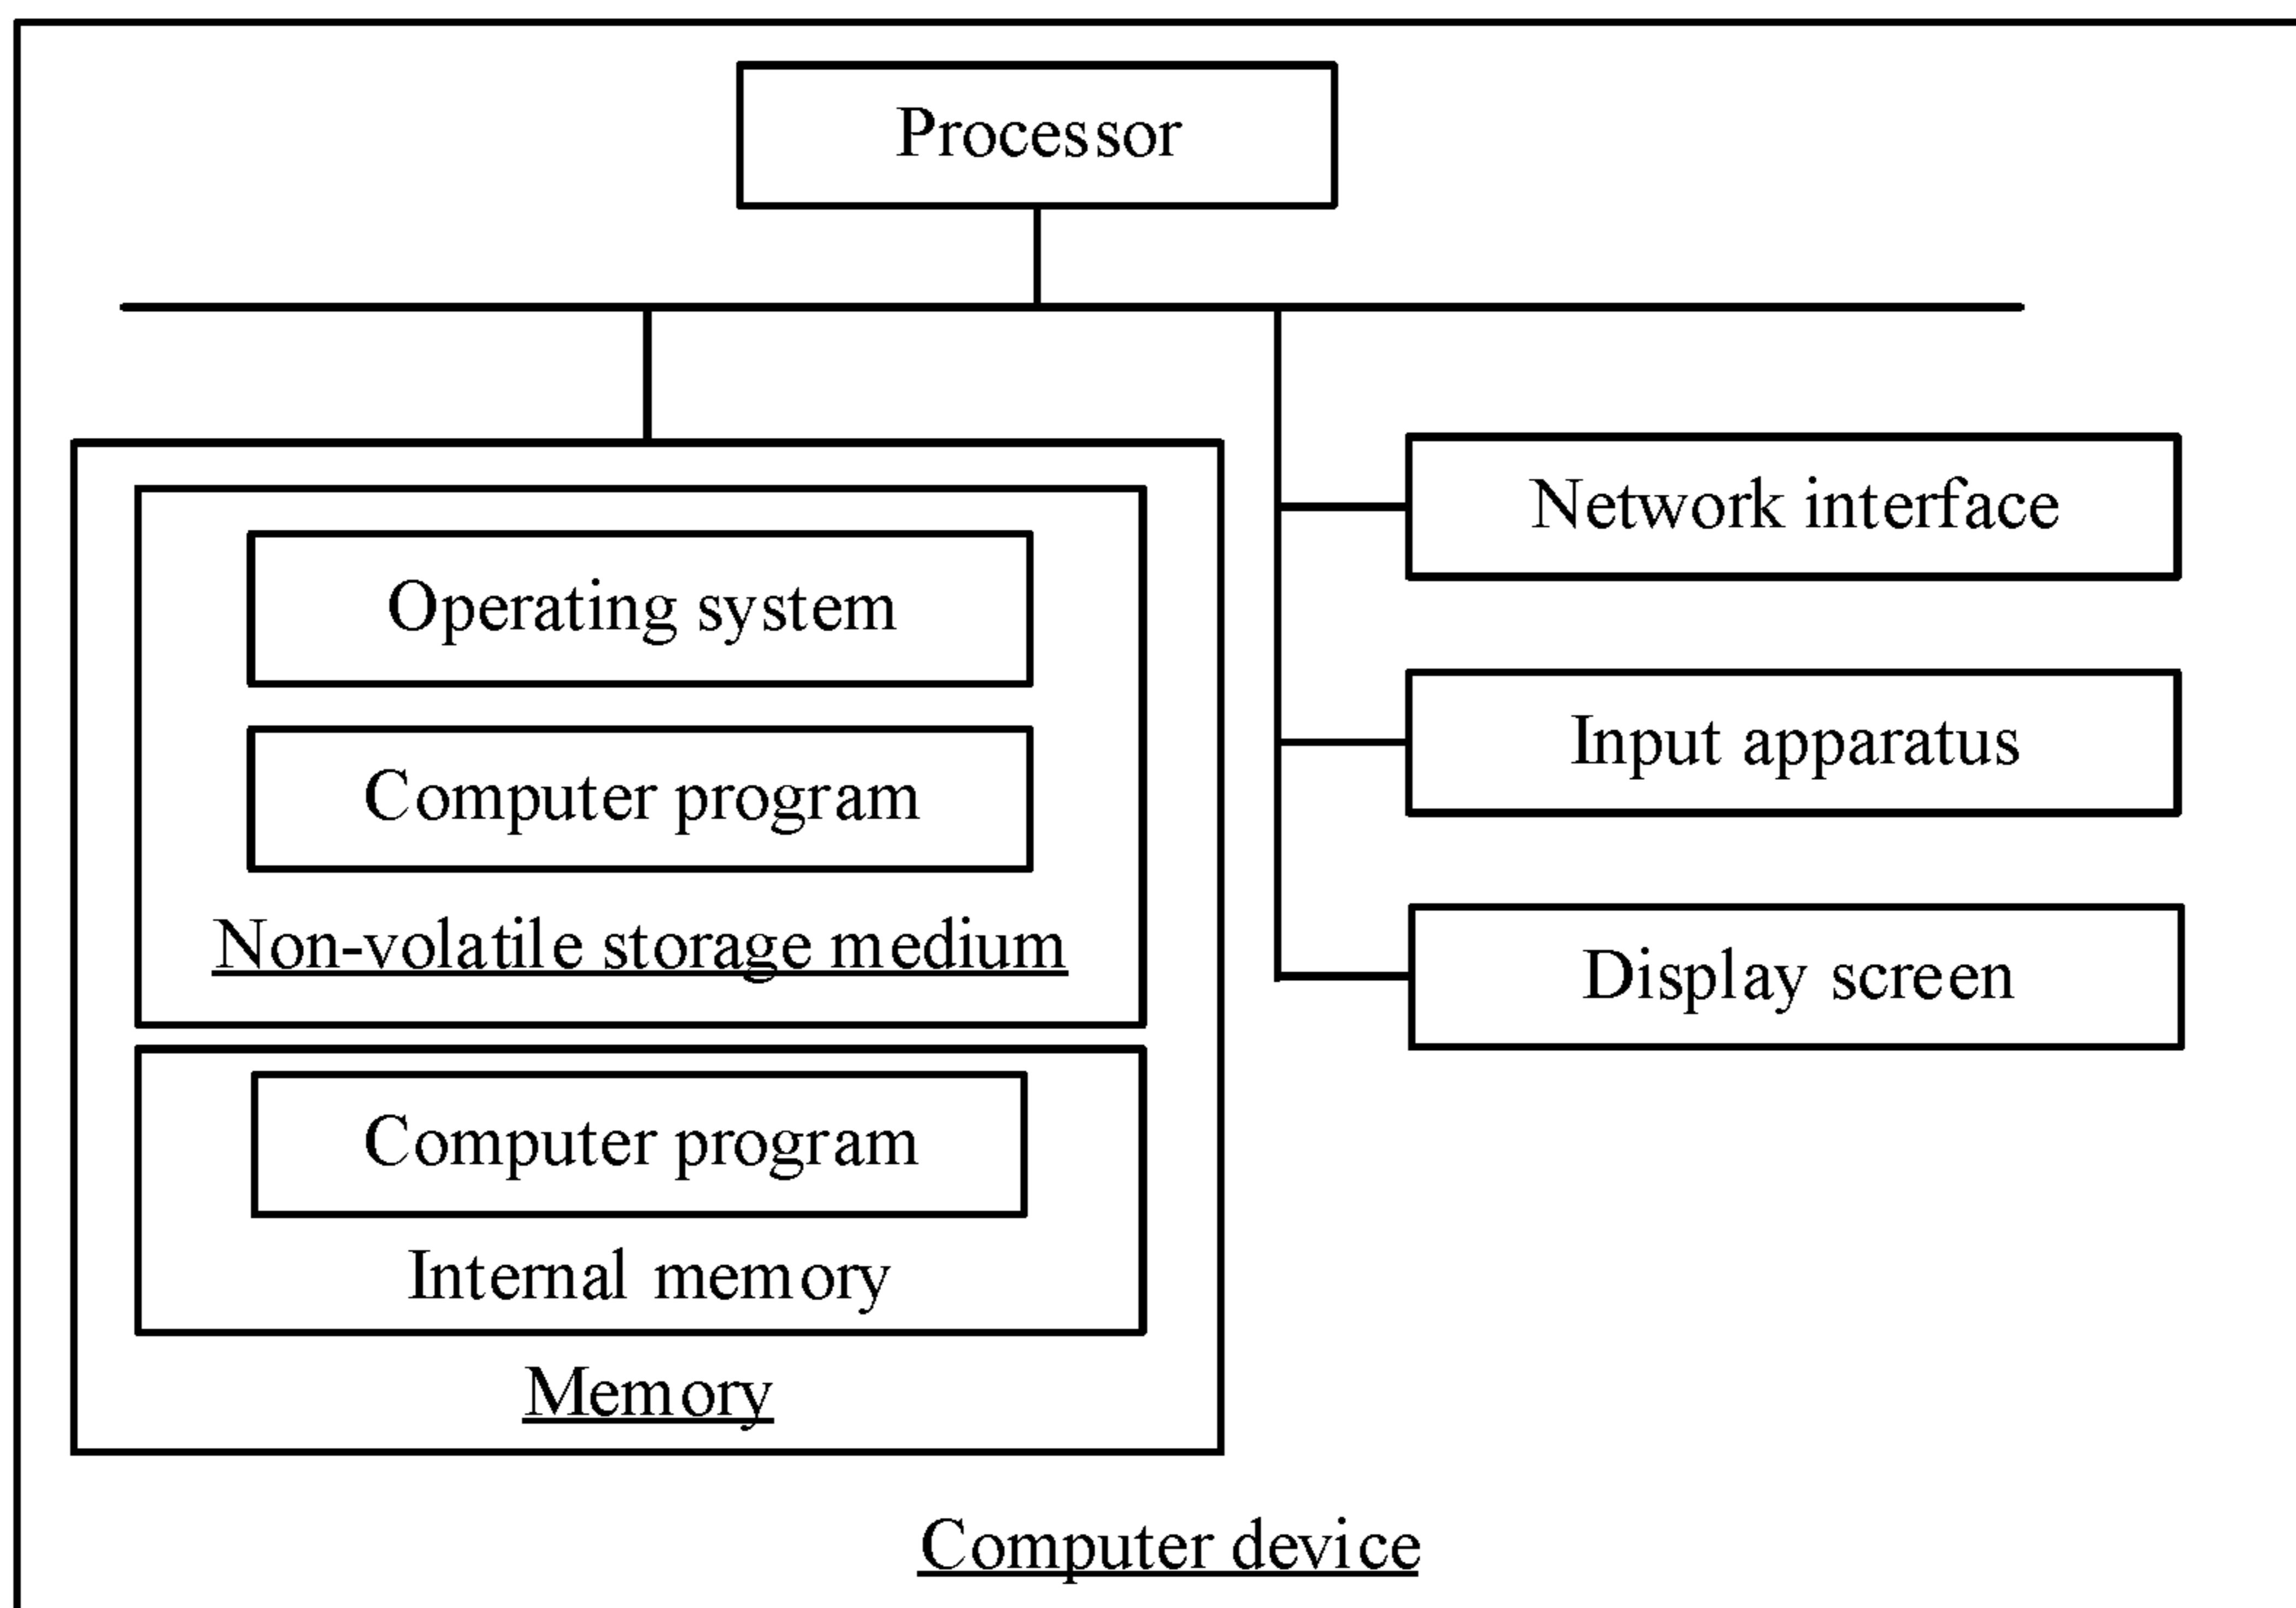 Processor
Operating system
Computer program
Non-volatile storage medium
Computer program
Internal memory
Memory
Network interface
Input apparatus
Display screen
Computer device